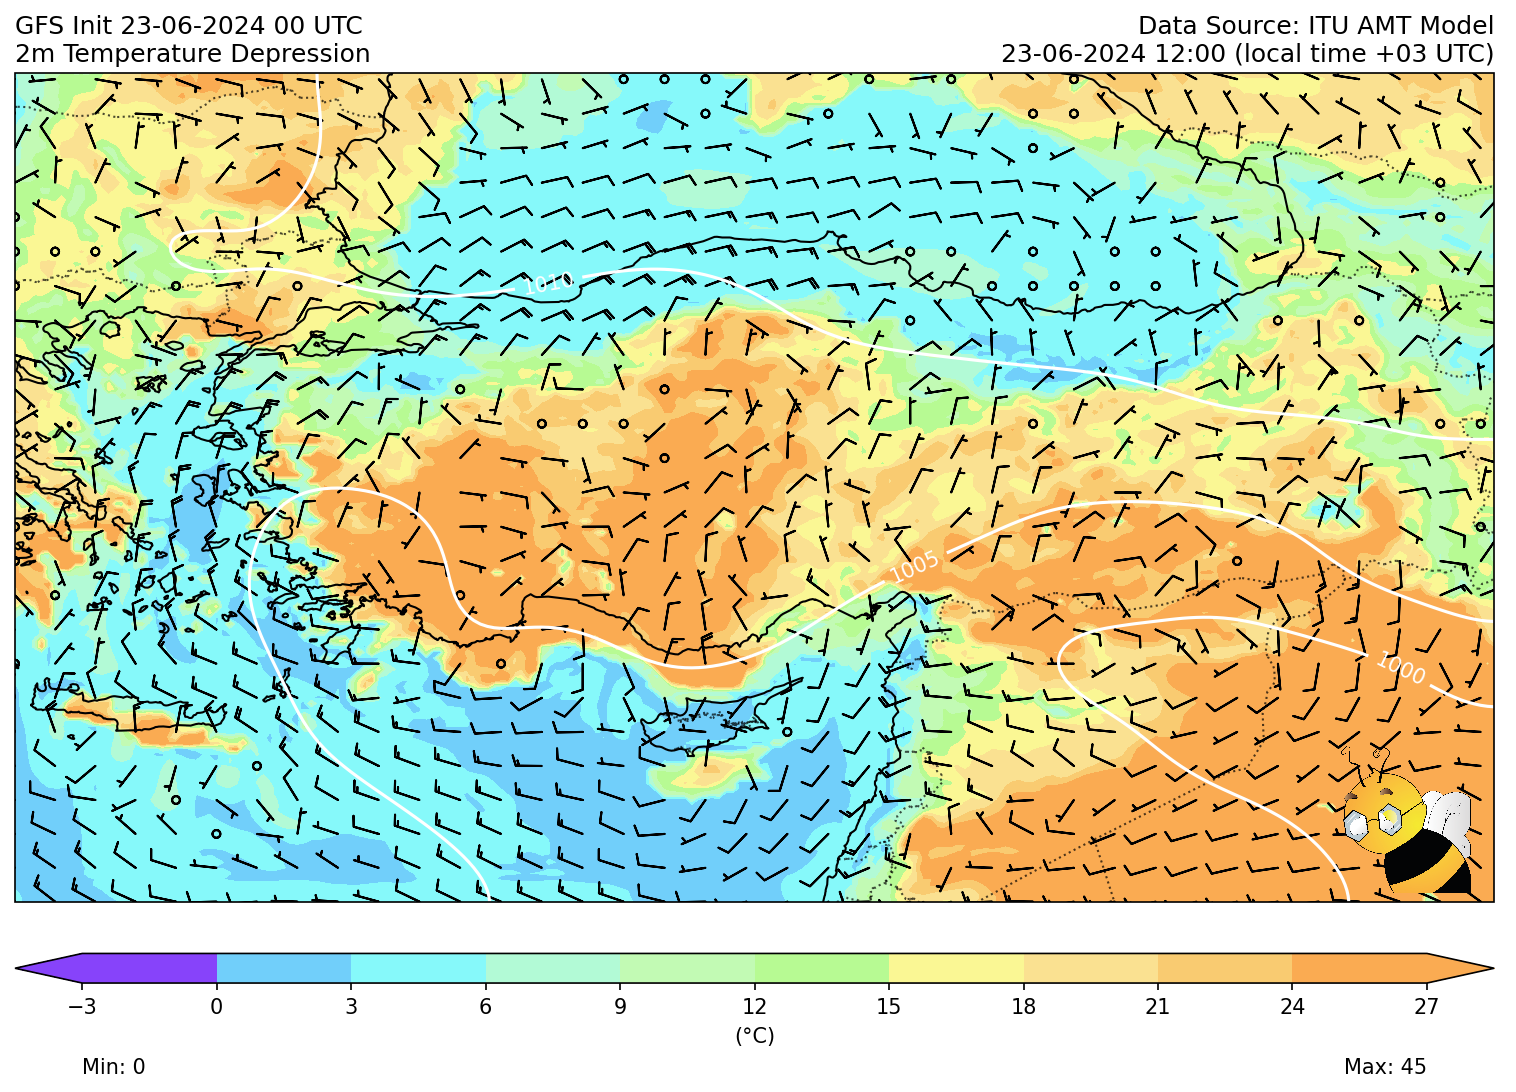 GFS Init 23-06-2024 00 UTC
Data Source: ITU AMT Model
2m Temperature Depression
23-06-2024 12:00 (local time +03 UTC)
1010
1005
1000
−3 0 3 6 9 12 15 18 21 24 27
(°C)
Min: 0
Max: 45